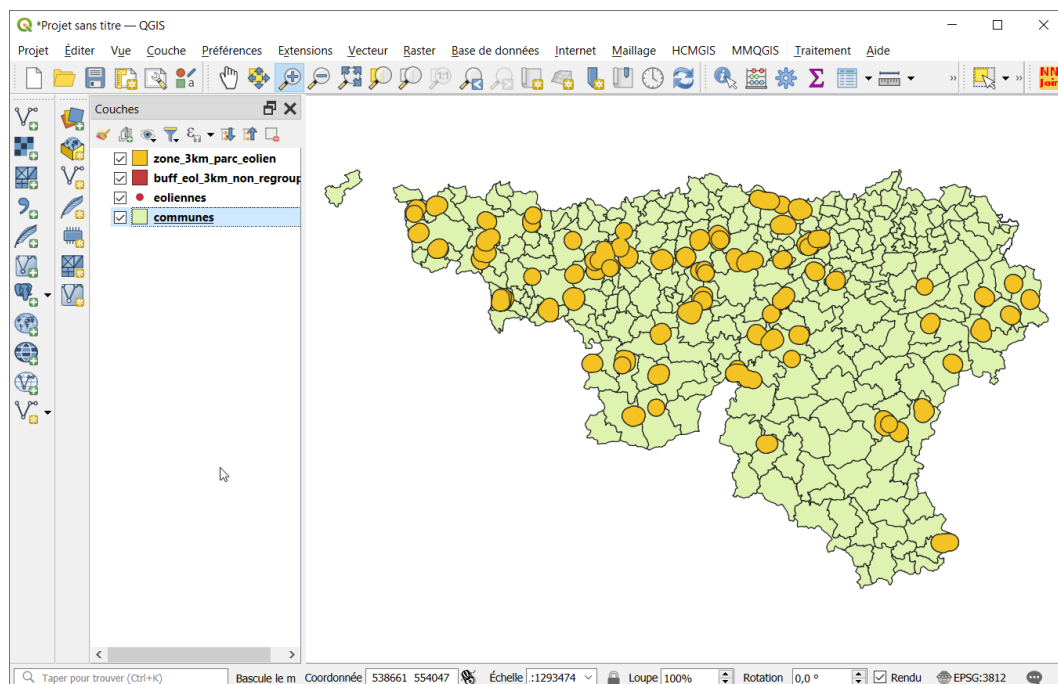 *Projet sans titre — QGIS
Projet Éditer Vue Couche Préférences Extensions Vecteur Raster Base de données Internet Maillage HCMGIS MMQGIS Traitement Aide
NN
Join
Couches
zone_3km_parc_eolien
buff_eol_3km_non_regroup
eoliennes
communes
Taper pour trouver (Ctrl+K) Bascule le m Coordonnée 538661 554047 Échelle .:1293474 Loupe 100% Rotation 0,0 ° Rendu EPSG:3812